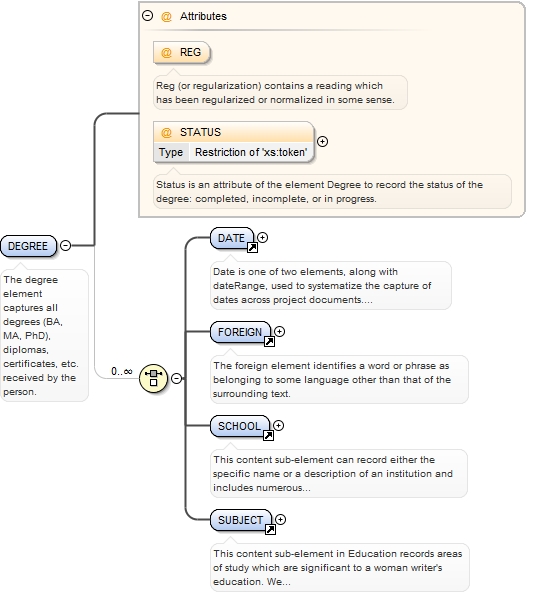 @ Attributes
@ REG
Reg (or regularization) contains a reading which
has been regularized or normalized in some sense.
@ STATUS
Type Restriction of 'xs:token'
Status is an attribute of the element Degree to record the status of the
degree: completed, incomplete, or in progress.
DEGREE
The degree
element
captures all
degrees (BA,
MA, PhD),
diplomas,
certificates, etc.
received by the
person.
0..∞
DATE
Date is one of two elements, along with
dateRange, used to systematize the capture of
dates across project documents....
FOREIGN
The foreign element identifies a word or phrase as
belonging to some language other than that of the
surrounding text.
SCHOOL
This content sub-element can record either the
specific name or a description of an institution and
includes numerous...
SUBJECT
This content sub-element in Education records areas
of study which are significant to a woman writer's
education. We...